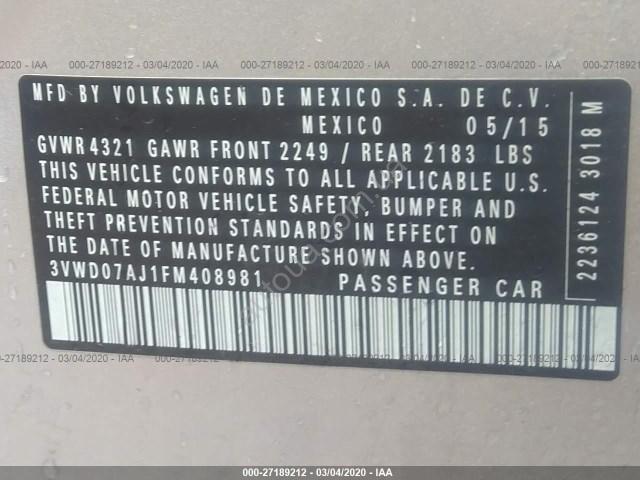 000-27189212 - 03/04/2020 - IAA
MFD BY VOLKSWAGEN DE MEXICO S.A. DE C.V.
MEXICO 05/15
GVWR 4321 GAWR FRONT 2249 / REAR 2183 LBS
THIS VEHICLE CONFORMS TO ALL APPLICABLE U.S.
FEDERAL MOTOR VEHICLE SAFETY, BUMPER AND
THEFT PREVENTION STANDARDS IN EFFECT ON
THE DATE OF MANUFACTURE SHOWN ABOVE.
3VWD07AJ1FM408981 PASSENGER CAR
2236124 3018 M
autoua.com.ua
000-27189212 - 03/04/2020 - IAA